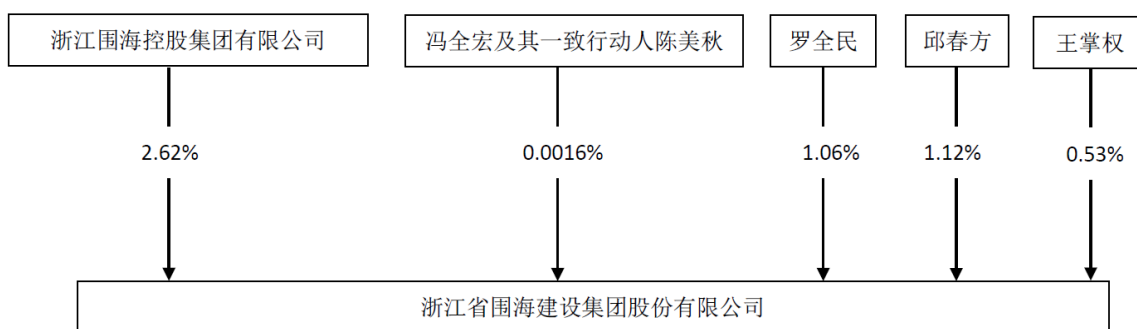 浙江围海控股集团有限公司
冯全宏及其一致行动人陈美秋
罗全民
邱春方
王掌权
2.62%
0.0016%
1.06%
1.12%
0.53%
浙江省围海建设集团股份有限公司